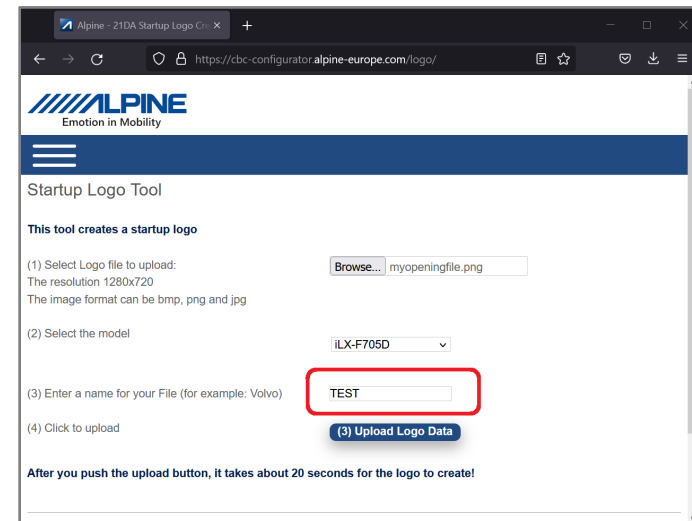 Alpine - 21DA Startup Logo Cre
https://cbc-configurator.alpine-europe.com/logo/
ALPINE
Emotion in Mobility
Startup Logo Tool
This tool creates a startup logo
(1) Select Logo file to upload:
The resolution 1280x720
The image format can be bmp, png and jpg
Browse... myopeningfile.png
(2) Select the model
iLX-F705D
(3) Enter a name for your File (for example: Volvo)
TEST
(4) Click to upload
(3) Upload Logo Data
After you push the upload button, it takes about 20 seconds for the logo to create!